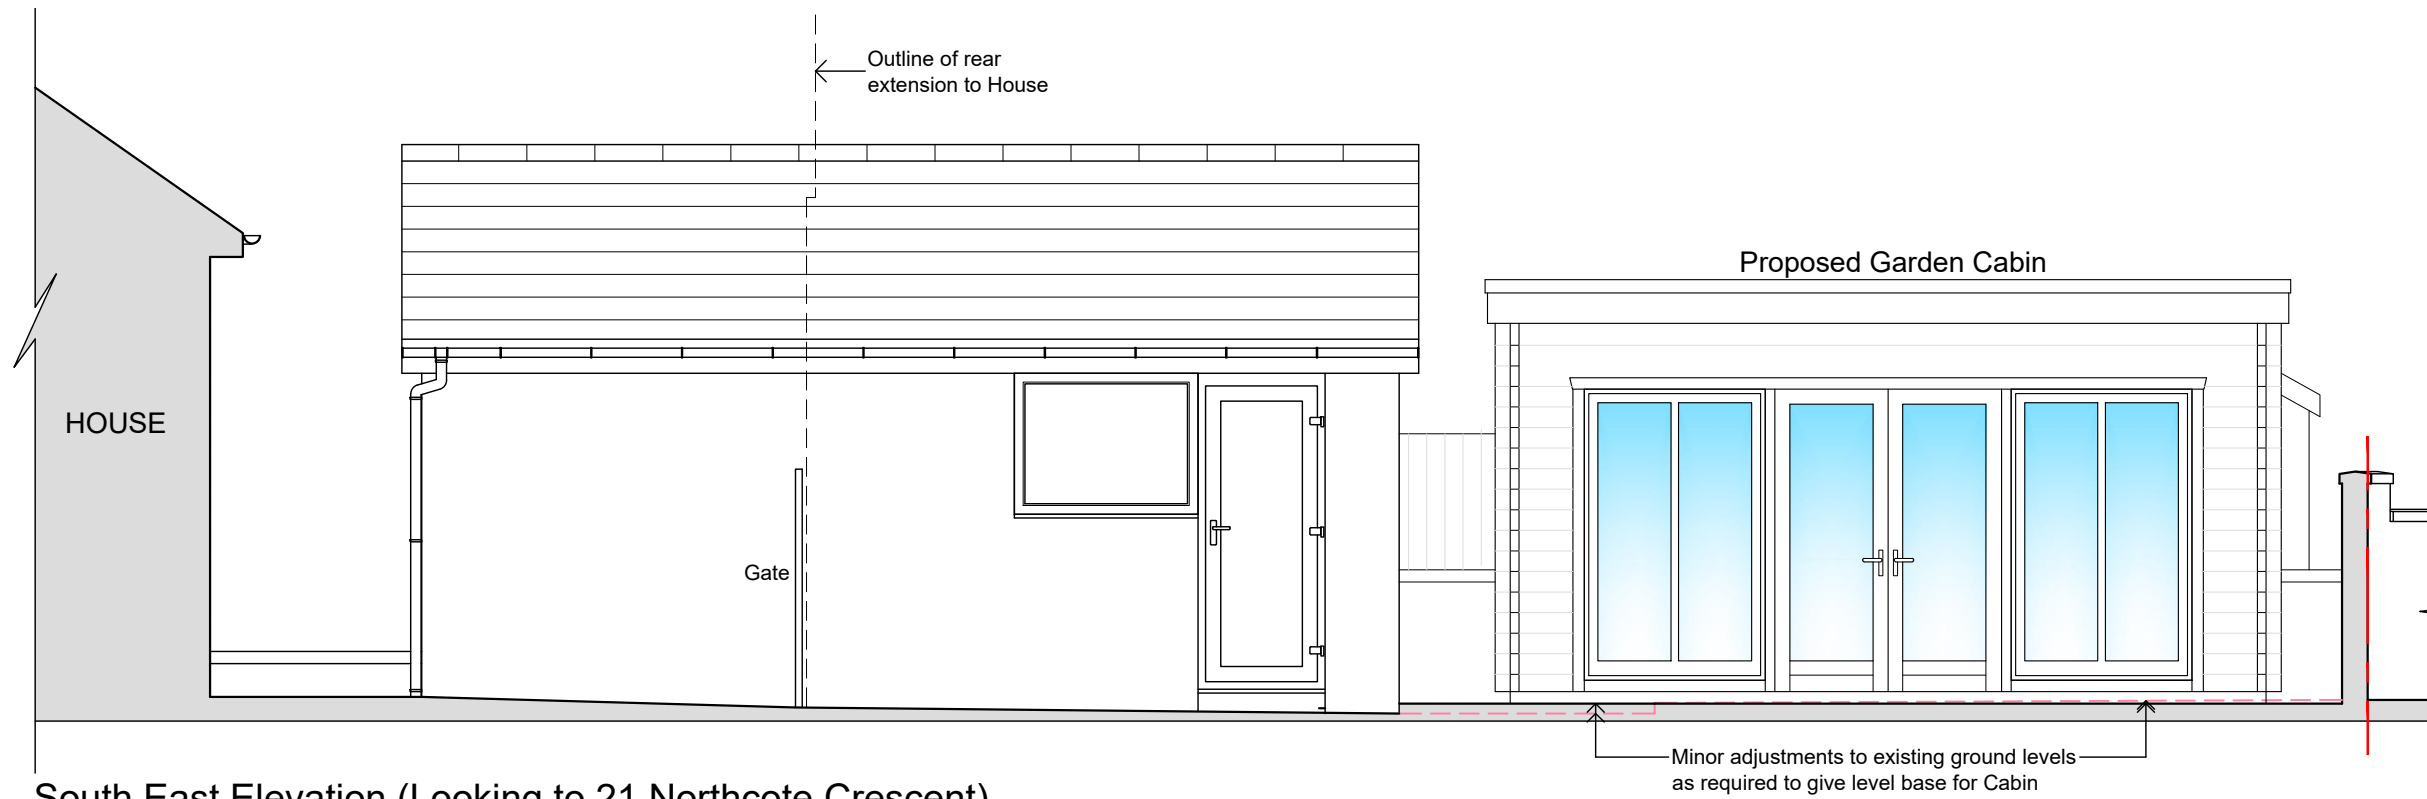 Outline of rear
extension to House
Proposed Garden Cabin
HOUSE
Gate
Minor adjustments to existing ground levels
as required to give level base for Cabin
South East Elevation (Looking to 21 Northcote Crescent)